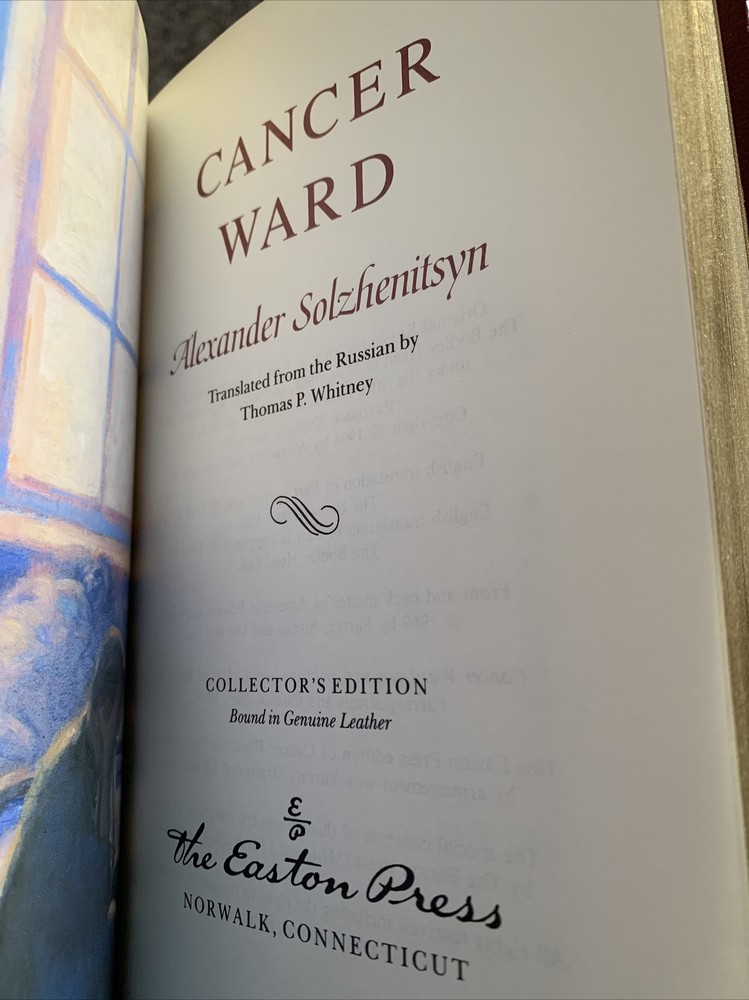 CANCER
WARD
Alexander Solzhenitsyn
Translated from the Russian by
Thomas P. Whitney
COLLECTOR'S EDITION
Bound in Genuine Leather
E/P
the Easton Press
NORWALK, CONNECTICUT